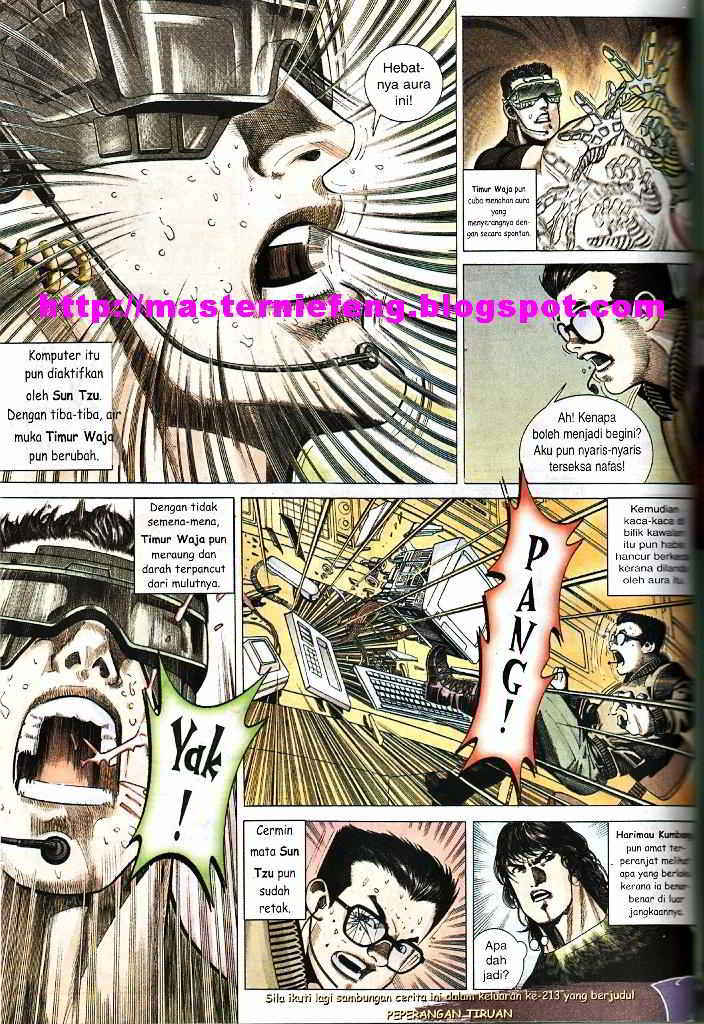 Hebat-
nya aura
ini!
Komputer itu
pun diaktifkan
oleh Sun Tzu.
Dengan tiba-tiba, air
muka Timur Waja
pun berubah.
Timur Waja pun
cuba menahan aura
yang
menyerangnya den-
gan secara spontan.
http://masterniefeng.blogspot.com
Ah! Kenapa
boleh menjadi begini?
Aku pun nyaris-nyaris
terseksa nafas!
Dengan tidak
semena-mena,
Timur Waja pun
meraung dan
darah terpancut
dari mulutnya.
Yak
!
PANG!
Kemudian
kaca-kaca di
bilik kawalan
itu pun habis
hancur
kerana
oleh aura itu.
Cermin
mata Sun
Tzu pun
sudah
retak.
Harimau Kumbang
pun amat ter-
peranjat melihat
apa yang
kerana ia benar-
benar di luar
jangkaannya.
Apa
dah
jadi?
Sila ikuti lagi sambungan cerita ini dalam keluaran ke-213 yang berjudul
PEPERANGAN TIRUAN